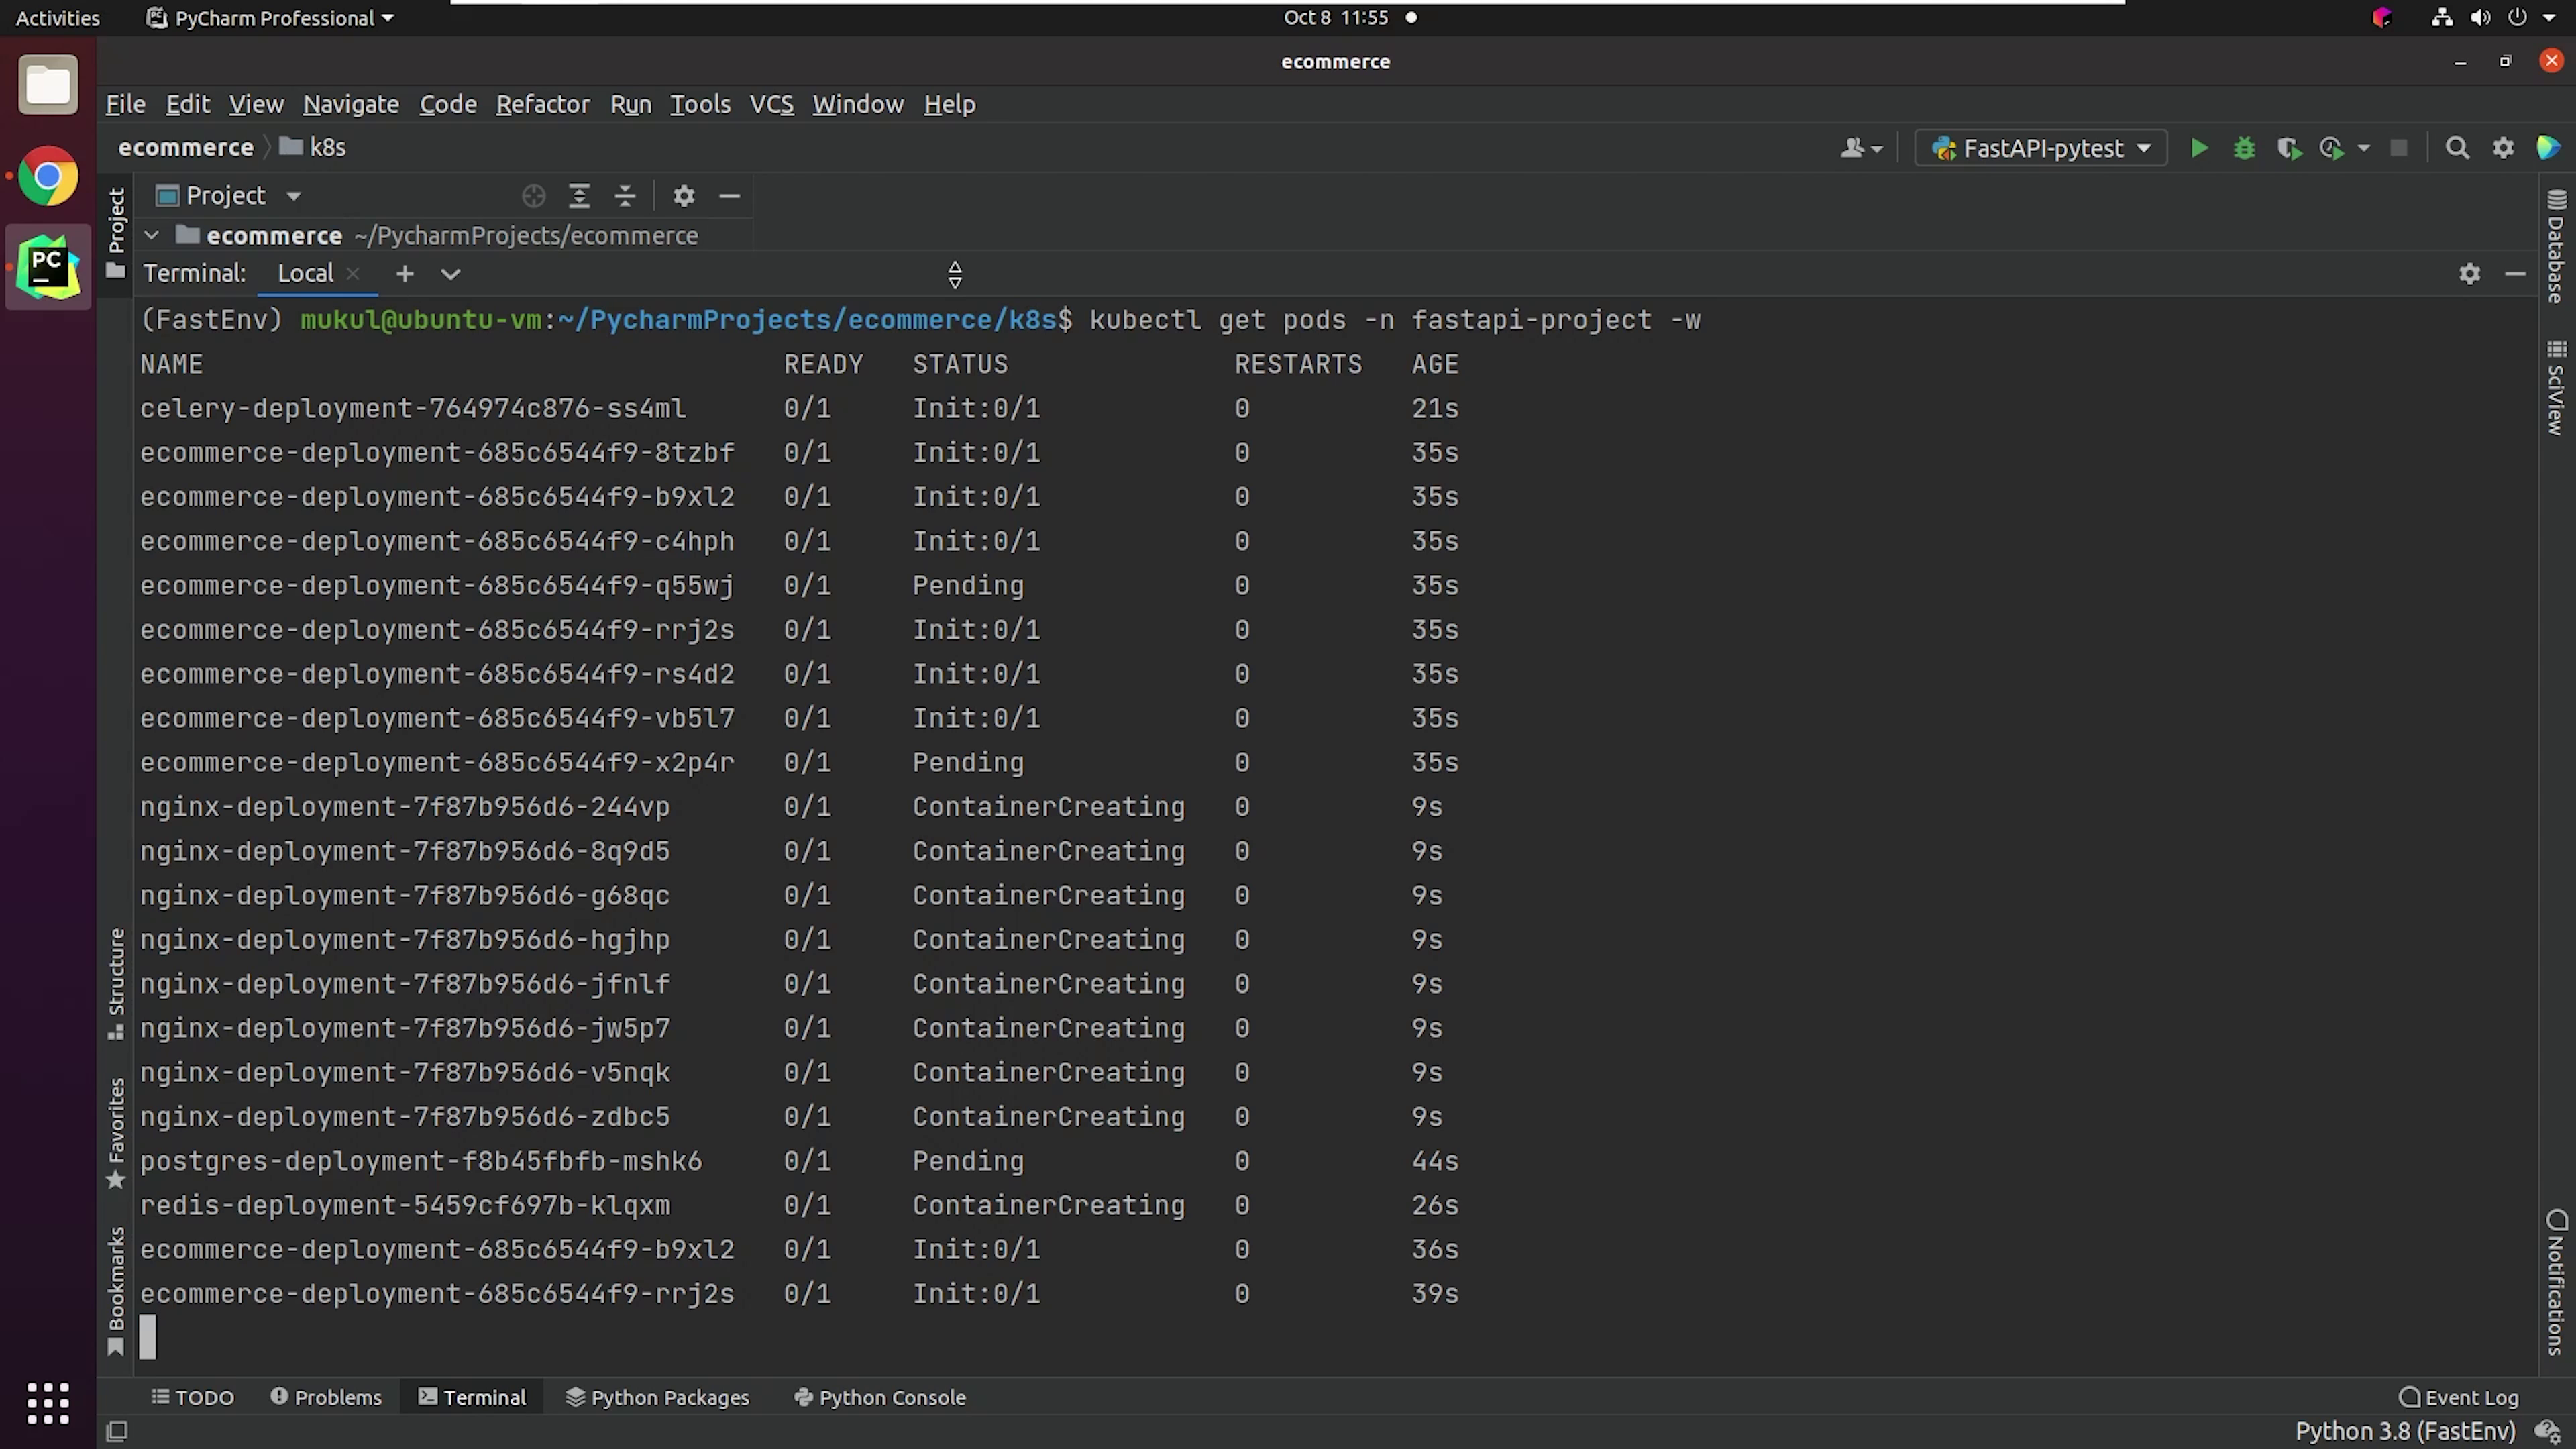 Activities PyCharm Professional Oct 8 11:55
ecommerce
File Edit View Navigate Code Refactor Run Tools VCS Window Help
ecommerce k8s FastAPI-pytest
Project
Project
ecommerce ~/PycharmProjects/ecommerce
Terminal: Local
(FastEnv) mukul@ubuntu-vm:~/PycharmProjects/ecommerce/k8s$ kubectl get pods -n fastapi-project -w
NAME READY STATUS RESTARTS AGE
celery-deployment-764974c876-ss4ml 0/1 Init:0/1 0 21s
ecommerce-deployment-685c6544f9-8tzbf 0/1 Init:0/1 0 35s
ecommerce-deployment-685c6544f9-b9xl2 0/1 Init:0/1 0 35s
ecommerce-deployment-685c6544f9-c4hph 0/1 Init:0/1 0 35s
ecommerce-deployment-685c6544f9-q55wj 0/1 Pending 0 35s
ecommerce-deployment-685c6544f9-rrj2s 0/1 Init:0/1 0 35s
ecommerce-deployment-685c6544f9-rs4d2 0/1 Init:0/1 0 35s
ecommerce-deployment-685c6544f9-vb5l7 0/1 Init:0/1 0 35s
ecommerce-deployment-685c6544f9-x2p4r 0/1 Pending 0 35s
nginx-deployment-7f87b956d6-244vp 0/1 ContainerCreating 0 9s
nginx-deployment-7f87b956d6-8q9d5 0/1 ContainerCreating 0 9s
nginx-deployment-7f87b956d6-g68qc 0/1 ContainerCreating 0 9s
nginx-deployment-7f87b956d6-hgjhp 0/1 ContainerCreating 0 9s
nginx-deployment-7f87b956d6-jfnlf 0/1 ContainerCreating 0 9s
nginx-deployment-7f87b956d6-jw5p7 0/1 ContainerCreating 0 9s
nginx-deployment-7f87b956d6-v5nqk 0/1 ContainerCreating 0 9s
nginx-deployment-7f87b956d6-zdbc5 0/1 ContainerCreating 0 9s
postgres-deployment-f8b45fbfb-mshk6 0/1 Pending 0 44s
redis-deployment-5459cf697b-klqxm 0/1 ContainerCreating 0 26s
ecommerce-deployment-685c6544f9-b9xl2 0/1 Init:0/1 0 36s
ecommerce-deployment-685c6544f9-rrj2s 0/1 Init:0/1 0 39s
Structure
Favorites
Bookmarks
Database
SciView
Notifications
TODO Problems Terminal Python Packages Python Console Event Log
Python 3.8 (FastEnv)
PC